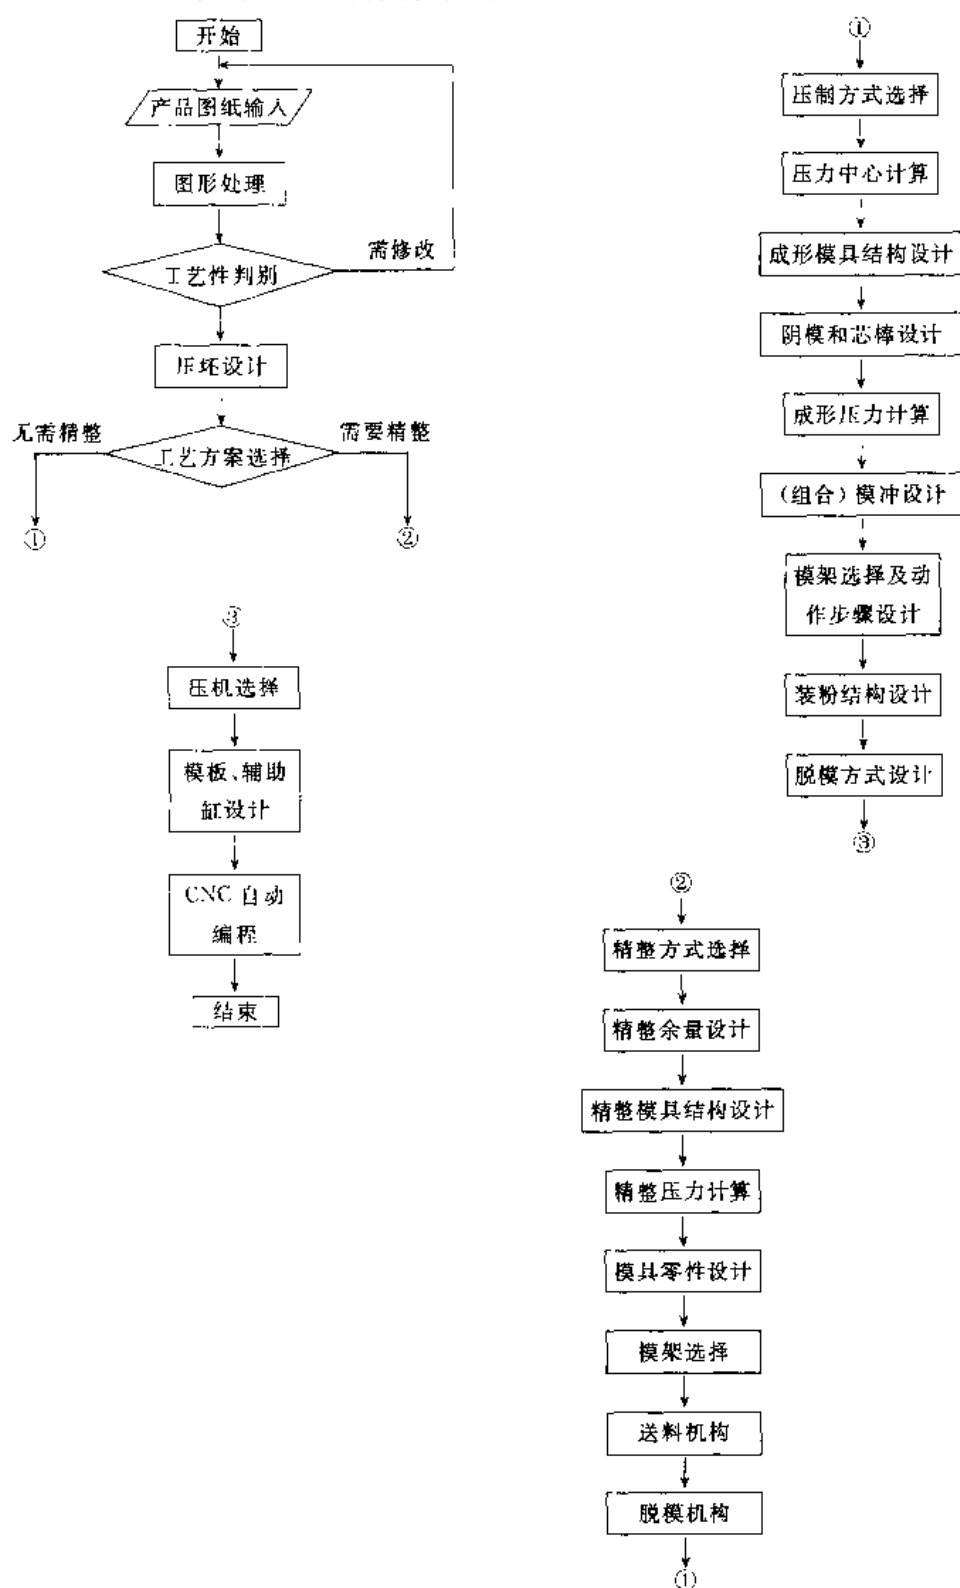 开始
产品图纸输入
图形处理
需修改
工艺性判别
压坯设计
无需精整
需要精整
工艺方案选择
①
②
③
压机选择
模板、辅助
缸设计
CNC自动
编程
结束
①
压制方式选择
压力中心计算
成形模具结构设计
阴模和芯棒设计
成形压力计算
(组合)模冲设计
模架选择及动
作步骤设计
装粉结构设计
脱模方式设计
③
②
精整方式选择
精整余量设计
精整模具结构设计
精整压力计算
模具零件设计
模架选择
送料机构
脱模机构
①